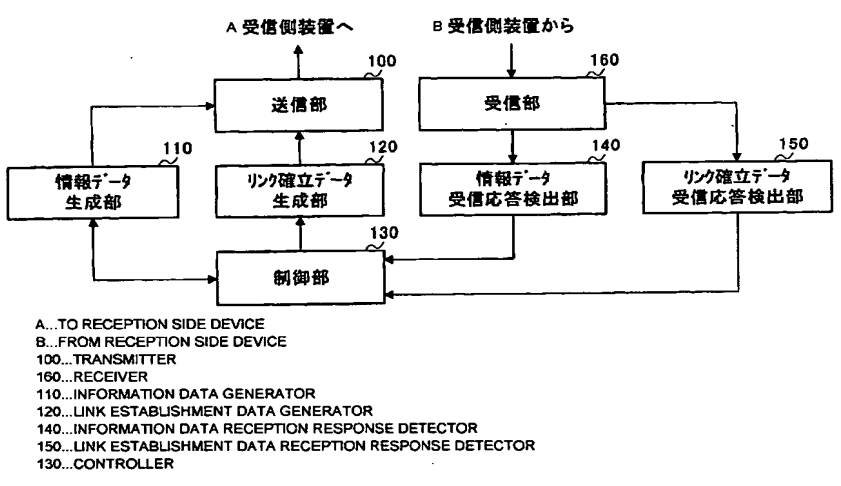 A 受信側装置へ
B 受信側装置から
100
送信部
160
受信部
110
情報データ
生成部
120
リンク確立データ
生成部
140
情報データ
受信応答検出部
150
リンク確立データ
受信応答検出部
130
制御部
A...TO RECEPTION SIDE DEVICE
B...FROM RECEPTION SIDE DEVICE
100...TRANSMITTER
160...RECEIVER
110...INFORMATION DATA GENERATOR
120...LINK ESTABLISHMENT DATA GENERATOR
140...INFORMATION DATA RECEPTION RESPONSE DETECTOR
150...LINK ESTABLISHMENT DATA RECEPTION RESPONSE DETECTOR
130...CONTROLLER